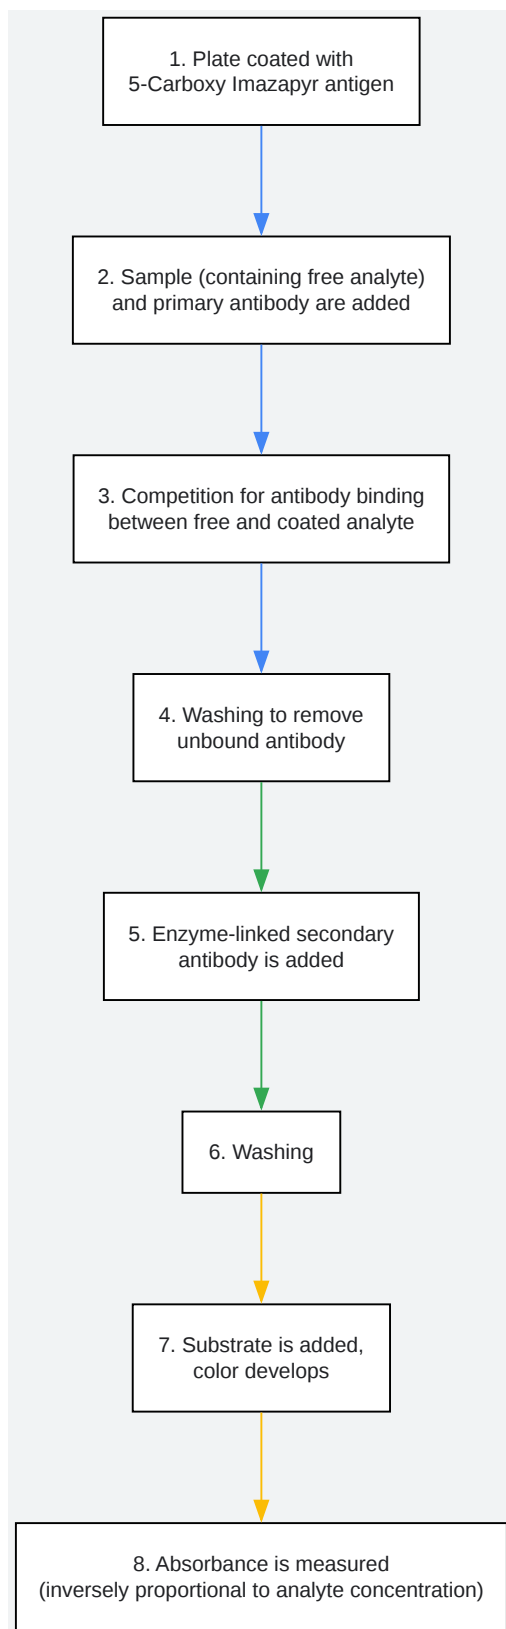 1. Plate coated with
5-Carboxy Imazapyr antigen
2. Sample (containing free analyte)
and primary antibody are added
3. Competition for antibody binding
between free and coated analyte
4. Washing to remove
unbound antibody
5. Enzyme-linked secondary
antibody is added
6. Washing
7. Substrate is added,
color develops
8. Absorbance is measured
(inversely proportional to analyte concentration)